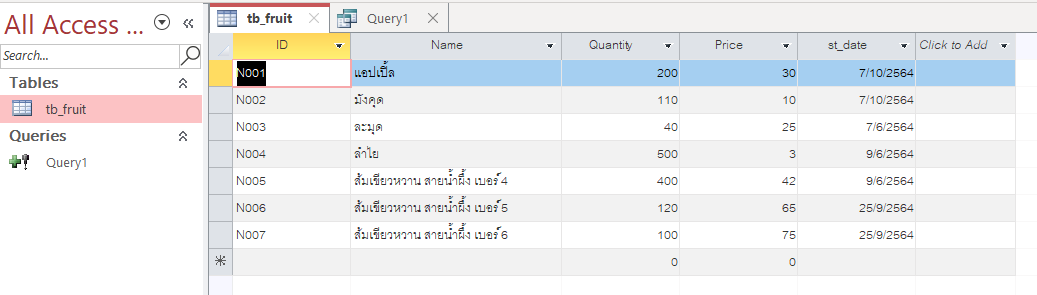 All Access ...
Search...
Tables
tb_fruit
Queries
Query1
tb_fruit Query1
ID Name Quantity Price st_date Click to Add
N001 แอปเปิ้ล 200 30 7/10/2564
N002 มังคุด 110 10 7/10/2564
N003 ละมุด 40 25 7/6/2564
N004 ลำไย 500 3 9/6/2564
N005 ส้มเขียวหวาน สายน้ำผึ้ง เบอร์ 4 400 42 9/6/2564
N006 ส้มเขียวหวาน สายน้ำผึ้ง เบอร์ 5 120 65 25/9/2564
N007 ส้มเขียวหวาน สายน้ำผึ้ง เบอร์ 6 100 75 25/9/2564
0 0